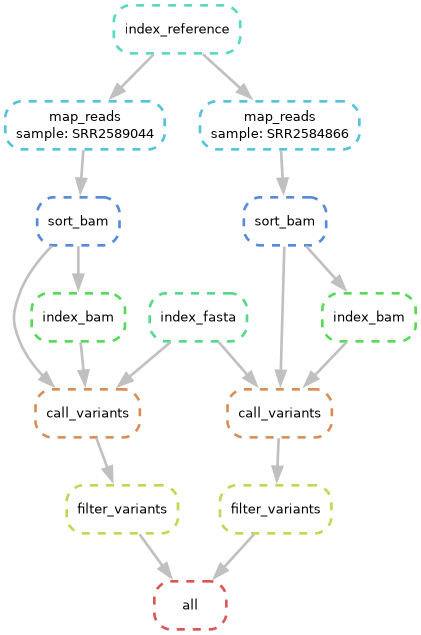 index_reference
map_reads
sample: SRR2589044
map_reads
sample: SRR2584866
sort_bam
sort_bam
index_bam
index_fasta
index_bam
call_variants
call_variants
filter_variants
filter_variants
all